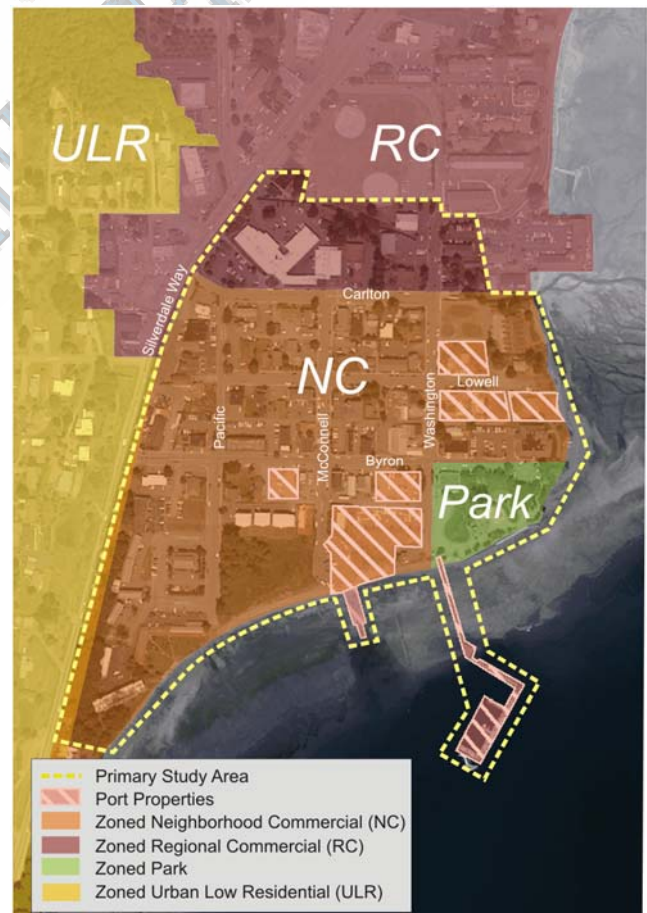 ULR
RC
Silverdale Way
Carlton
NC
Lowell
Washington
Pacific
McConnell
Byron
Park
Primary Study Area
Port Properties
Zoned Neighborhood Commercial (NC)
Zoned Regional Commercial (RC)
Zoned Park
Zoned Urban Low Residential (ULR)